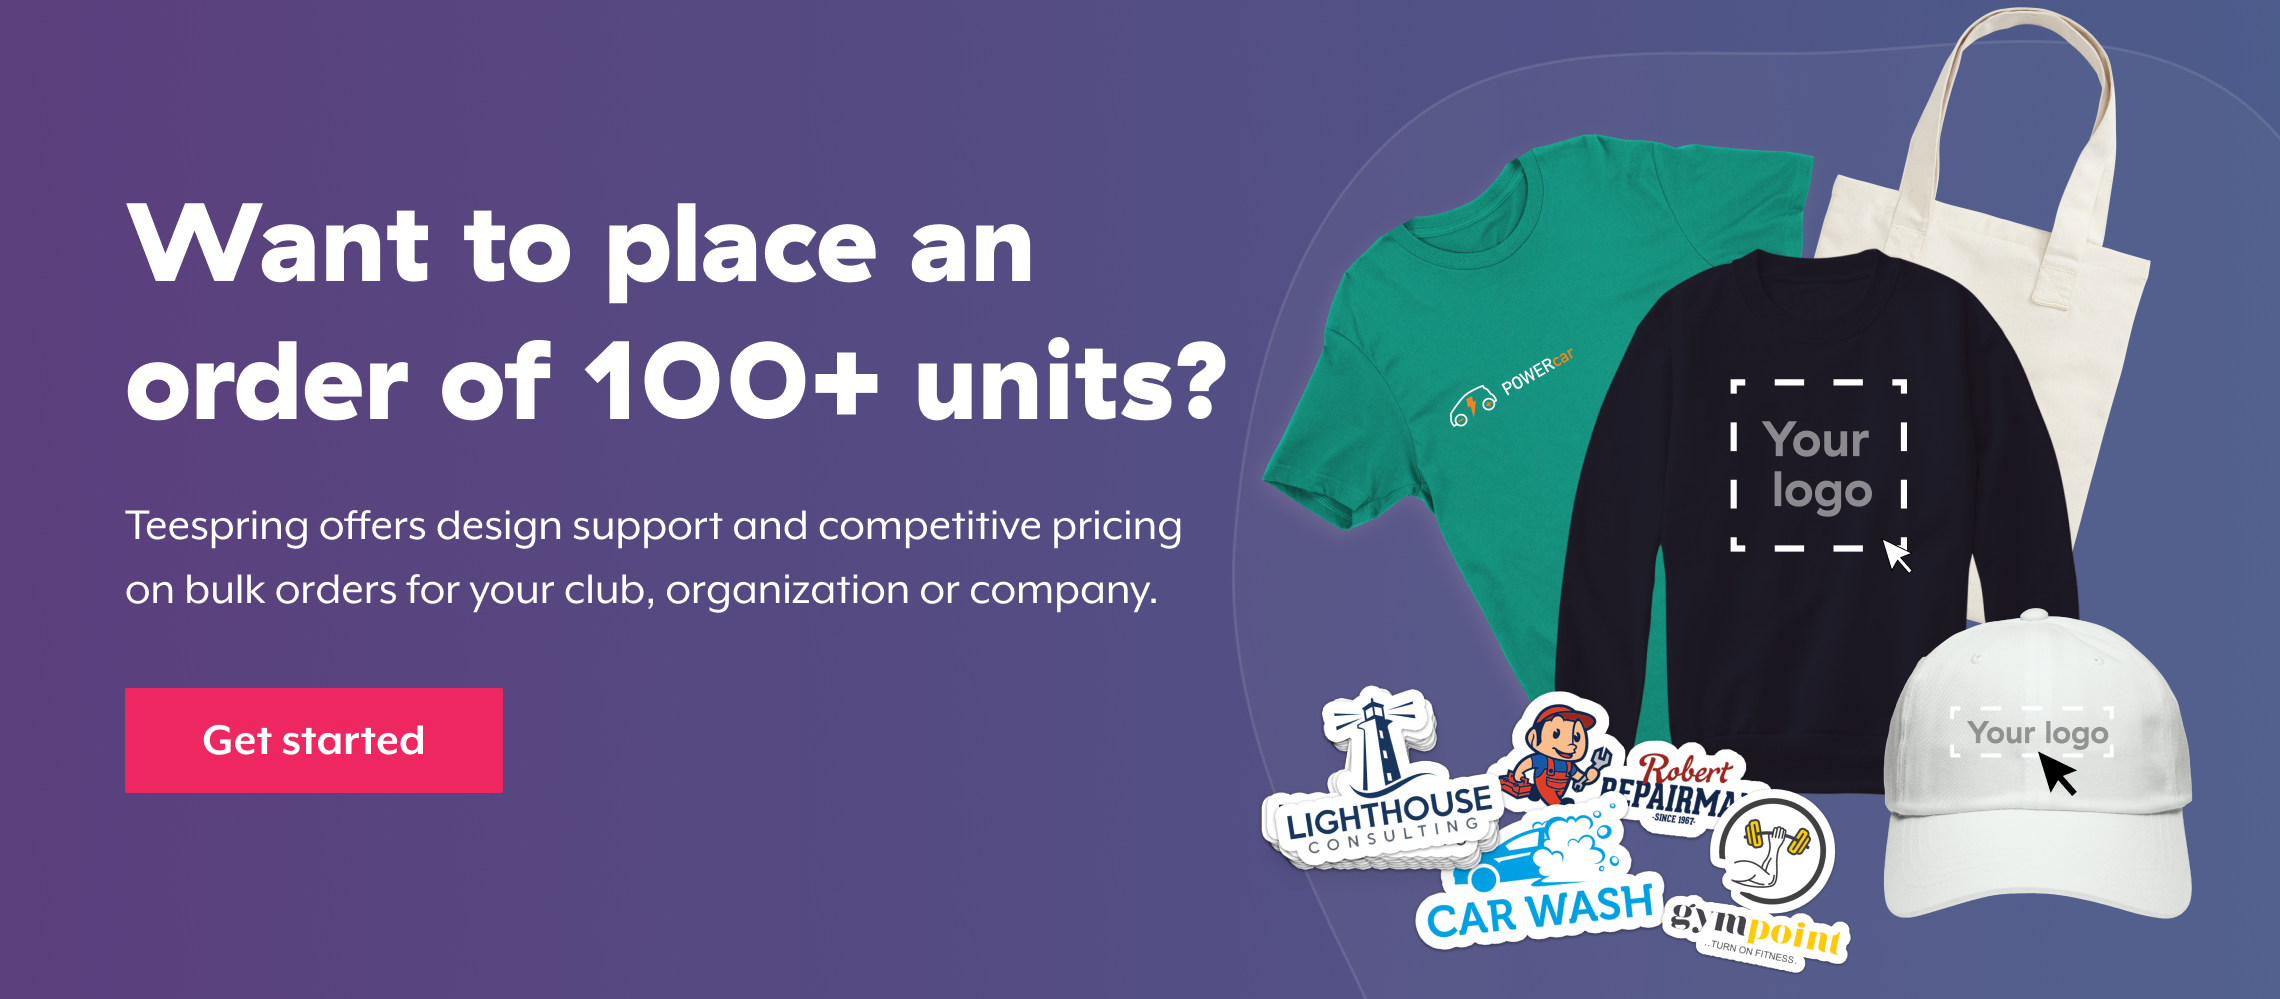 Want to place an
order of 100+ units?
Teespring offers design support and competitive pricing
on bulk orders for your club, organization or company.
Get started
POWERcar
Your
logo
Your logo
LIGHTHOUSE
CONSULTING
Robert
REPAIRMA
-SINCE 1967-
CAR WASH
gympoint
..TURN ON FITNESS.